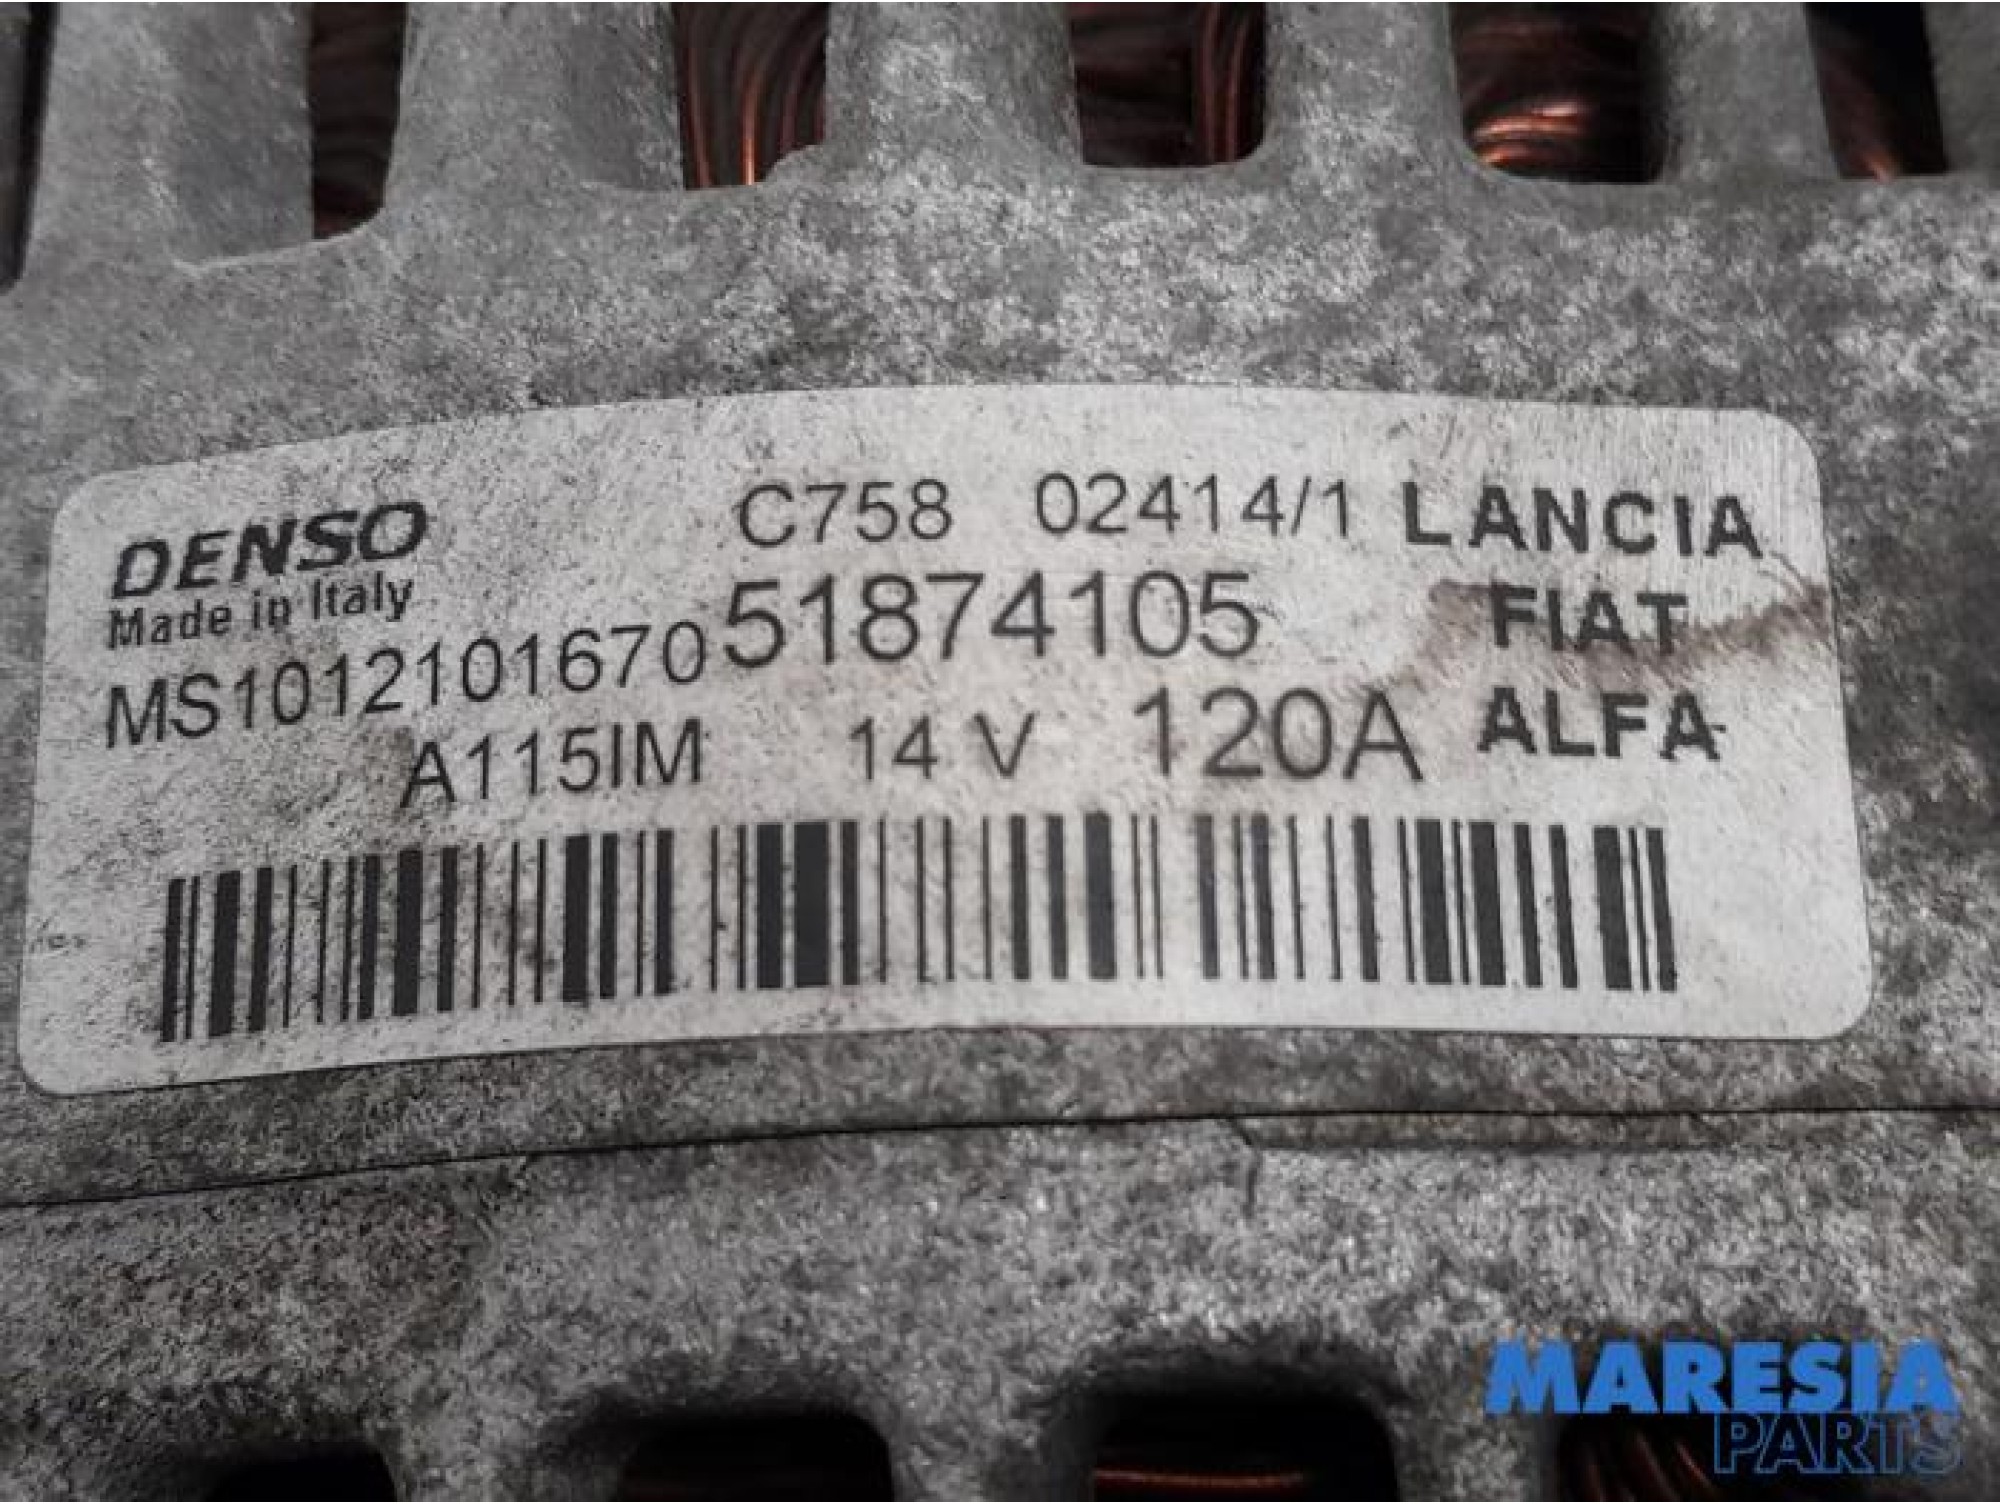 DENSO C758 02414/1 LANCIA
Made in Italy 51874105 FIAT
MS1012101670
A115IM 14 V 120A ALFA
MARESIA
PARTS